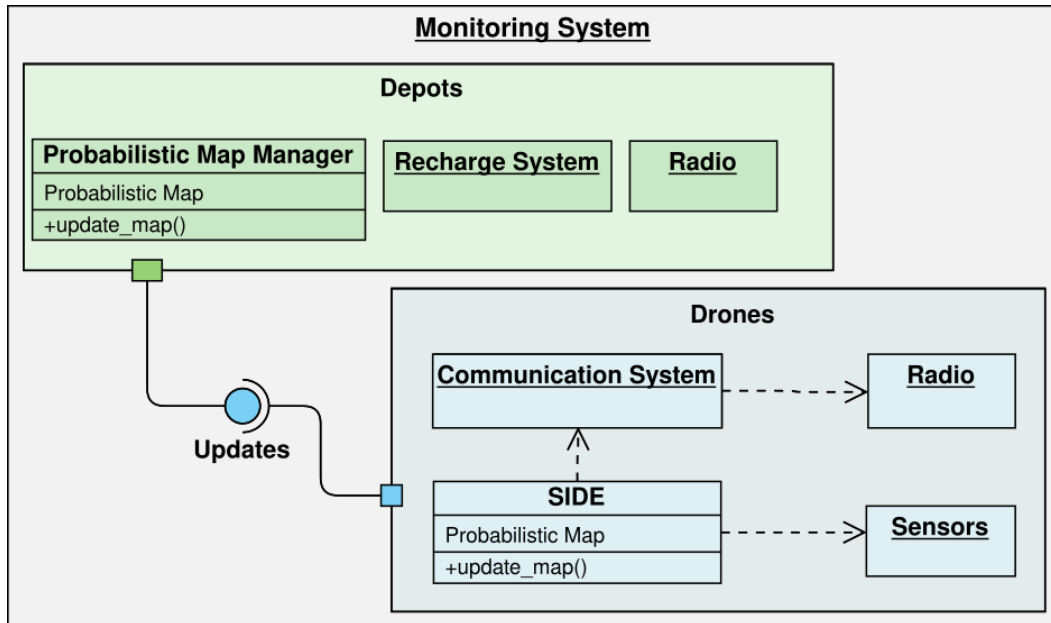 Monitoring System
Depots
Probabilistic Map Manager
Probabilistic Map
+update_map()
Recharge System
Radio
Updates
Drones
Communication System
Radio
SIDE
Probabilistic Map
+update_map()
Sensors